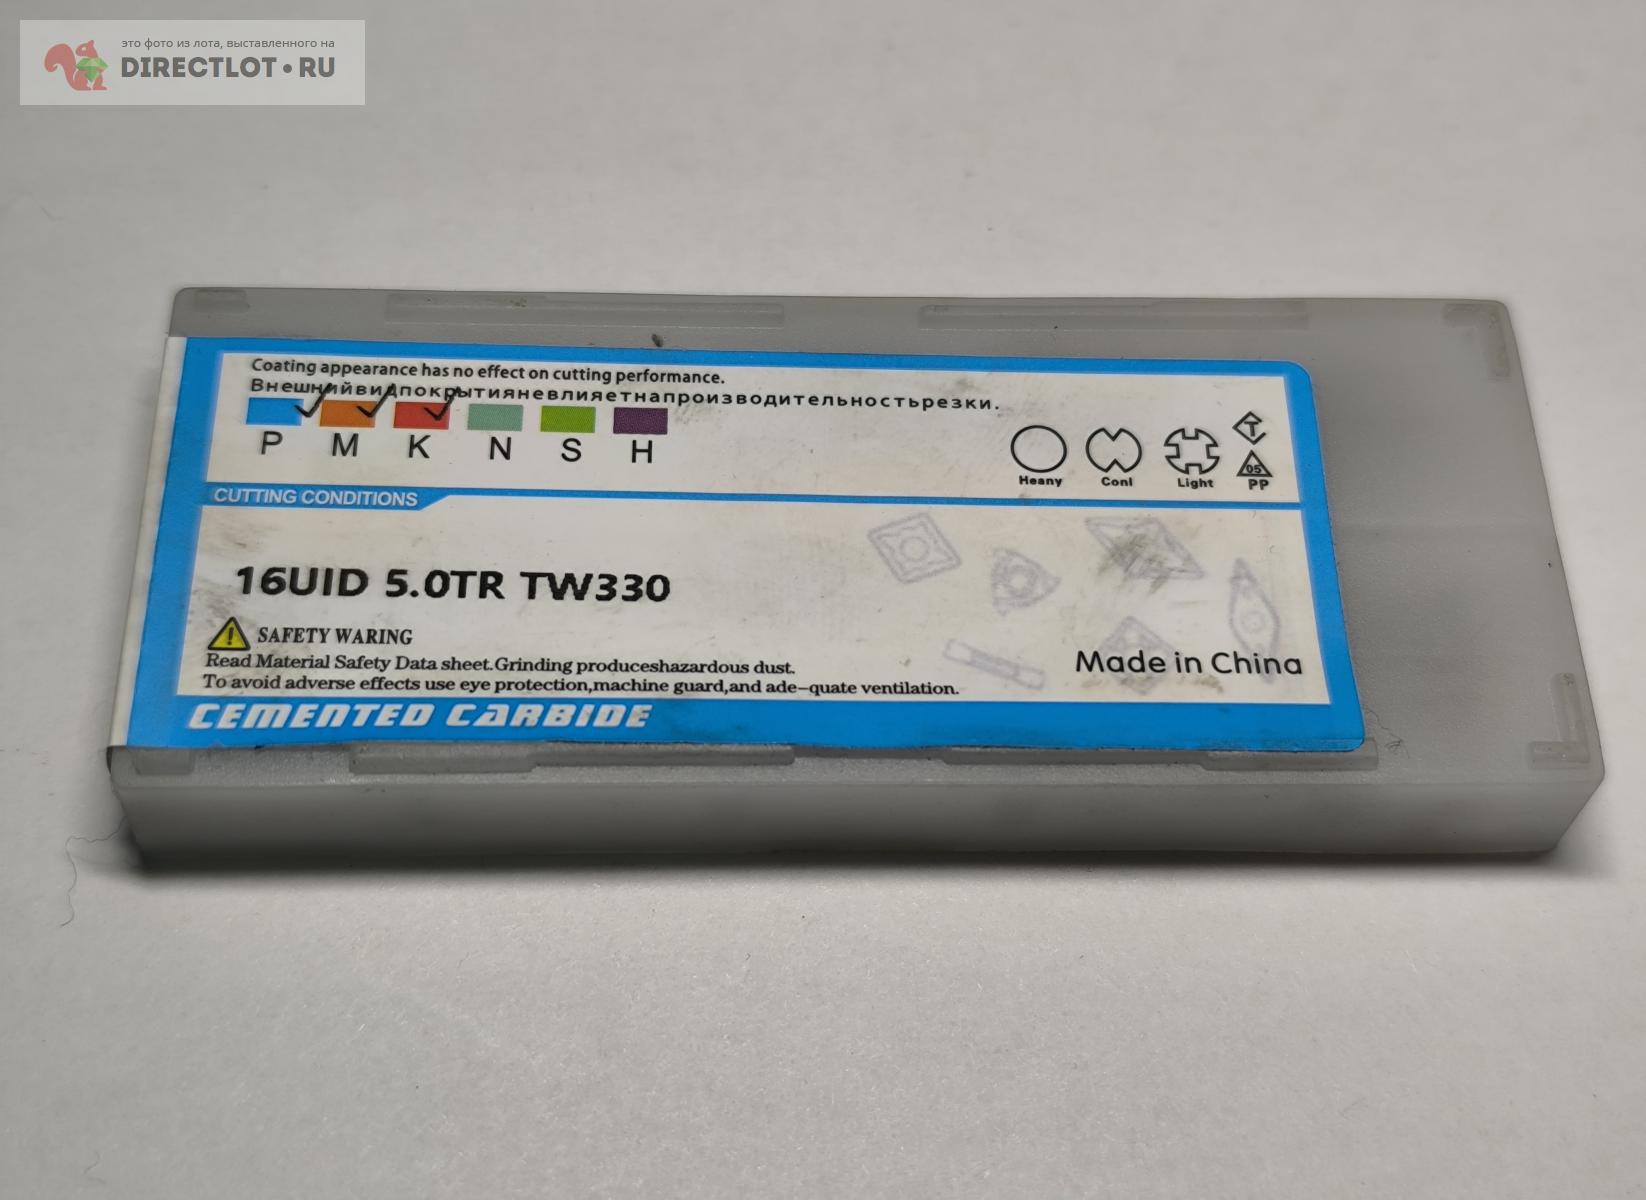 это фото из лота, выставленного на
DIRECTLOT•RU
Coating appearance has no effect on cutting performance.
Внешнийвидпокрытияневлияетнапроизводительностьрезки.
P M K N S H
Heany Conl Light
T
05
PP
CUTTING CONDITIONS
16UID 5.0TR TW330
! SAFETY WARING
Read Material Safety Data sheet.Grinding produceshazardous dust.
To avoid adverse effects use eye protection,machine guard,and ade-quate ventilation.
Made in China
CEMENTED CARBIDE